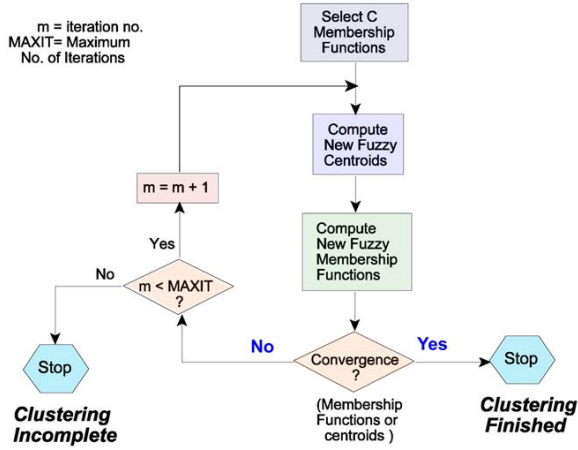 m = iteration no.
MAXIT= Maximum
No. of Iterations
Select C
Membership
Functions
Compute
New Fuzzy
Centroids
m = m + 1
Compute
New Fuzzy
Membership
Functions
Yes
No
m < MAXIT
?
No
Convergence
?
Yes
Stop
Stop
(Membership
Functions or
centroids )
Clustering
Incomplete
Clustering
Finished